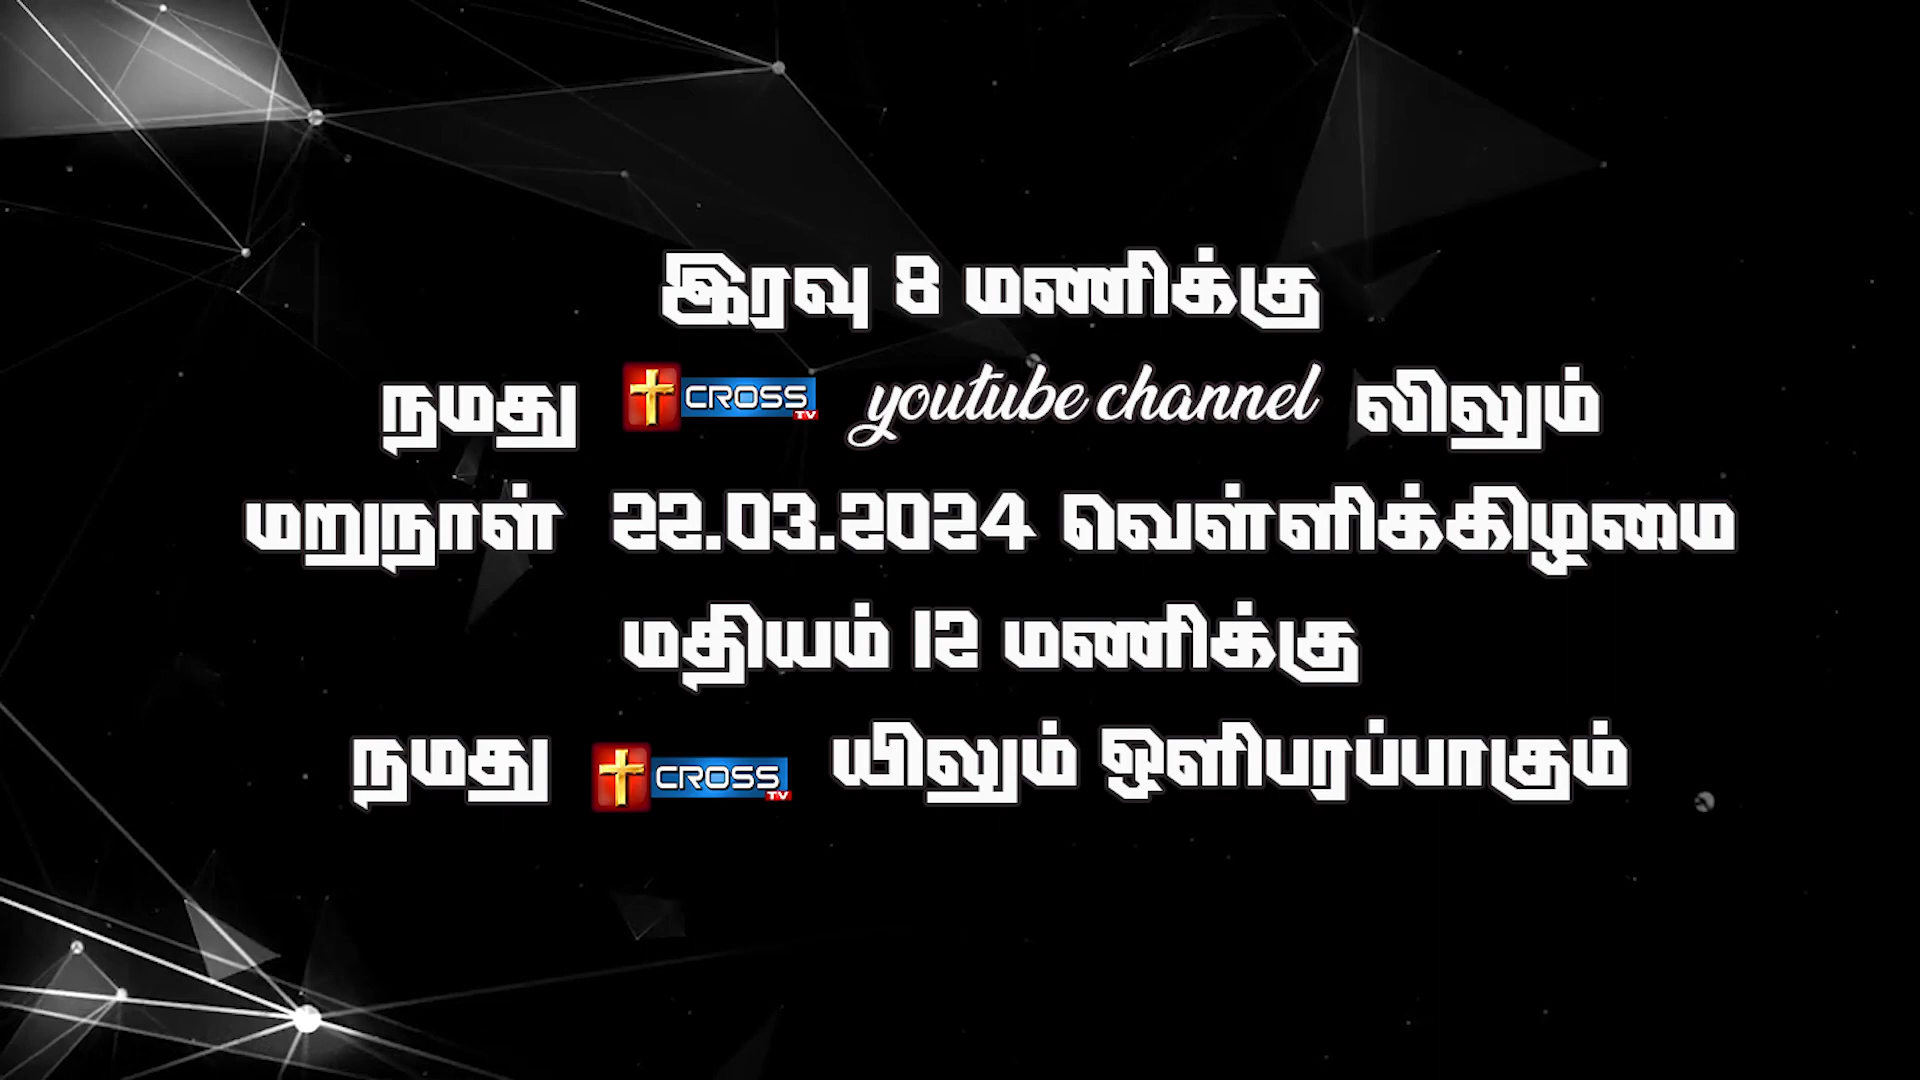 இரவு 8 மணிக்கு
நமது CROSS TV youtube channel லிலும்
மறுநாள் 22.03.2024 வெள்ளிக்கிழமை
மதியம் 12 மணிக்கு
நமது CROSS TV யிலும் ஒளிபரப்பாகும்